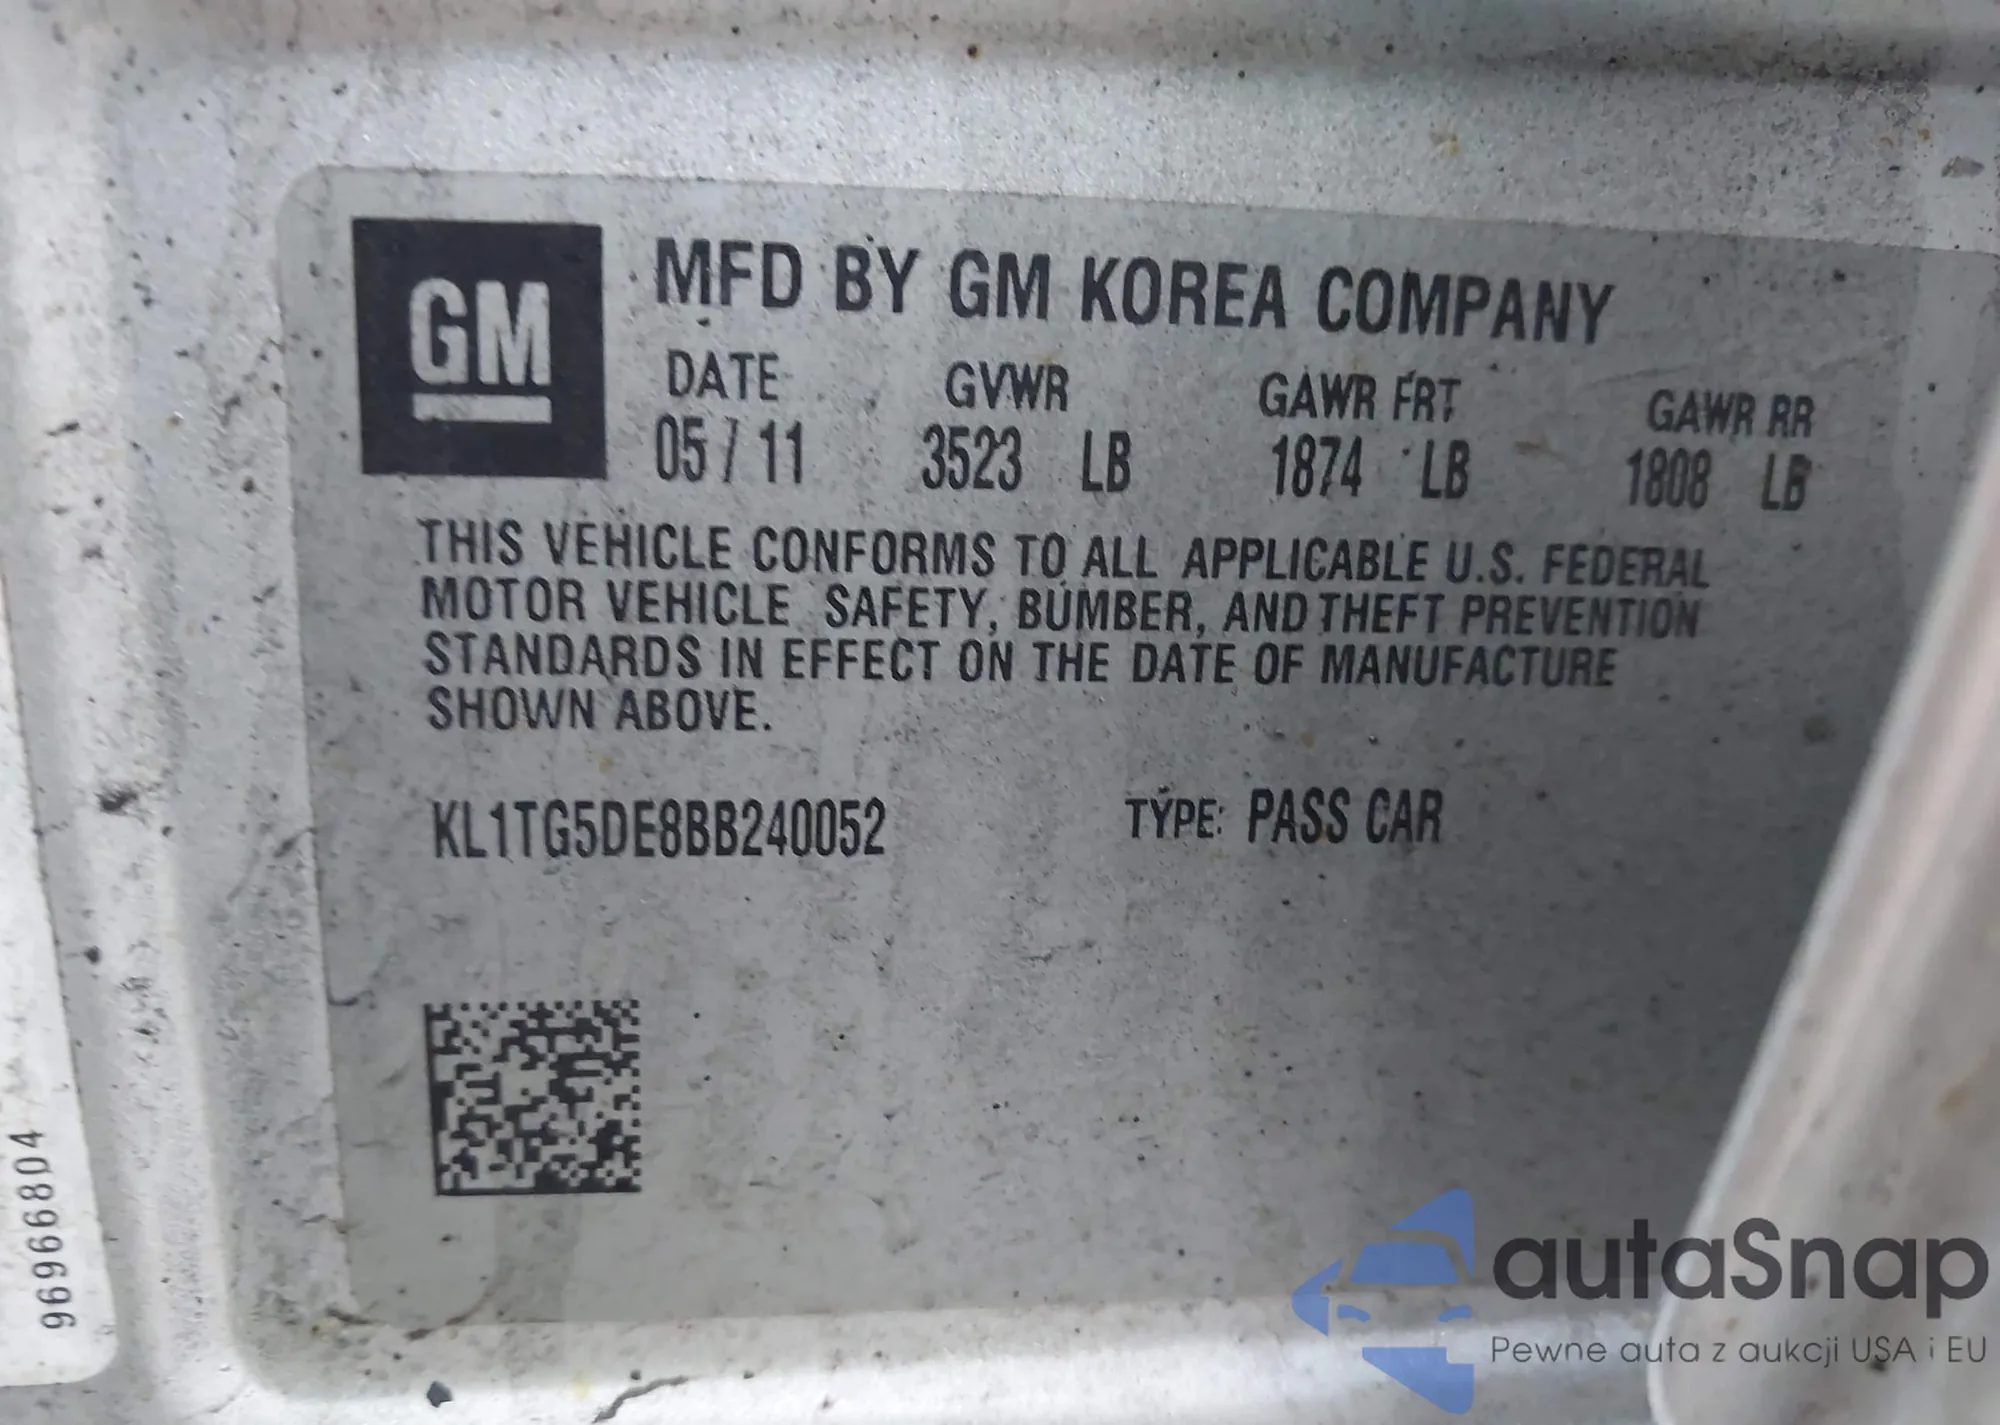 GM
MFD BY GM KOREA COMPANY
DATE GVWR GAWR FRT GAWR RR
05 / 11 3523 LB 1874 LB 1808 LB
THIS VEHICLE CONFORMS TO ALL APPLICABLE U.S. FEDERAL
MOTOR VEHICLE SAFETY, BUMBER, AND THEFT PREVENTION
STANDARDS IN EFFECT ON THE DATE OF MANUFACTURE
SHOWN ABOVE.
KL1TG5DE8BB240052 TYPE: PASS CAR
96966804
autaSnap
Pewne auta z aukcji USA i EU